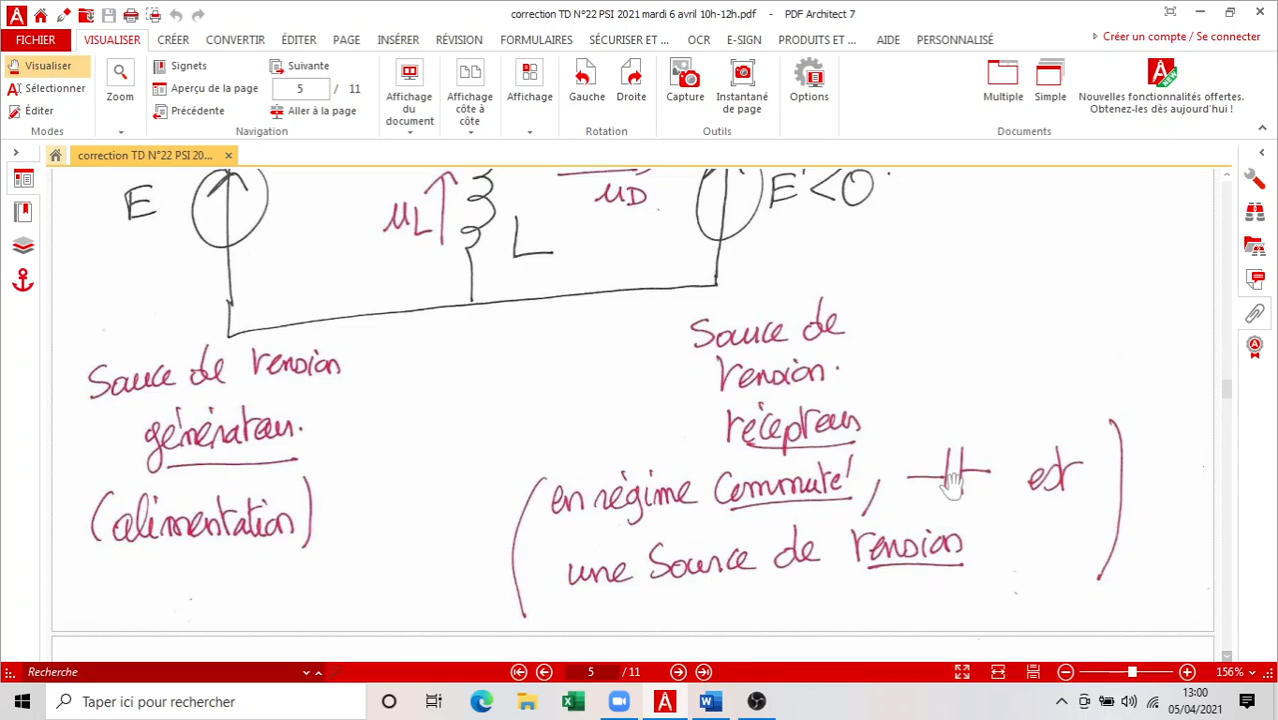 correction TD N°22 PSI 2021 mardi 6 avril 10h-12h.pdf - PDF Architect 7
FICHIER VISUALISER CRÉER CONVERTIR ÉDITER PAGE INSÉRER RÉVISION FORMULAIRES SÉCURISER ET ... OCR E-SIGN PRODUITS ET ... AIDE PERSONNALISÉ
Créer un compte / Se connecter
Visualiser
Sélectionner
Éditer
Modes
Zoom
Signets
Aperçu de la page
Précédente
Suivante
5 / 11
Aller à la page
Navigation
Affichage du document
Affichage côte à côte
Affichage
Gauche
Droite
Rotation
Capture
Instantané de page
Outils
Options
Multiple
Simple
Documents
Nouvelles fonctionnalités offertes.
Obtenez-les dès aujourd'hui !
correction TD N°22 PSI 20...
E
uL
L
uD
E'<0
Source de tension
générateur.
(alimentation)
Source de
tension.
récepteur
(en régime commuté, est
une source de tension)
Recherche
5 / 11
156%
Taper ici pour rechercher
13:00
05/04/2021